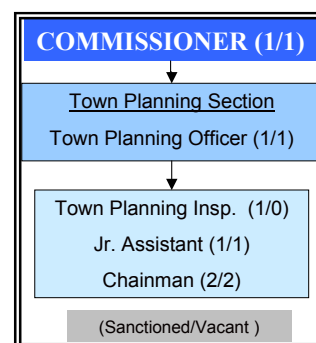 COMMISSIONER (1/1)
Town Planning Section
Town Planning Officer (1/1)
Town Planning Insp.  (1/0)
Jr. Assistant (1/1)
Chainman (2/2)
(Sanctioned/Vacant )